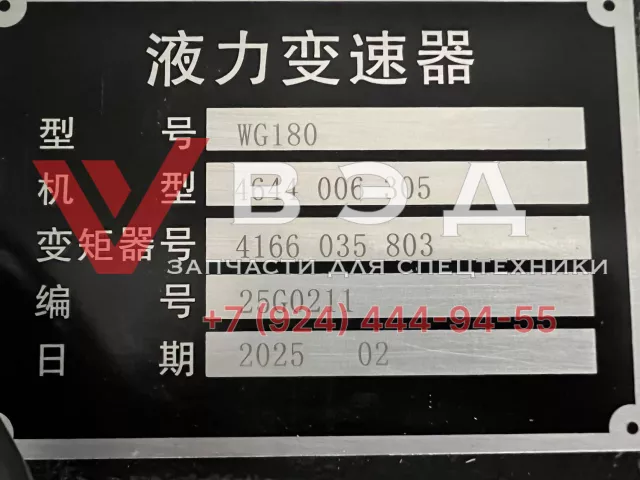 液力变速器
型 号 WG180
机 型 4644 006 305
变矩器号 4166 035 803
编 号 25G0211
日 期 2025 02
ВЭД
ЗАПЧАСТИ ДЛЯ СПЕЦТЕХНИКИ
+7 (924) 444-94-55